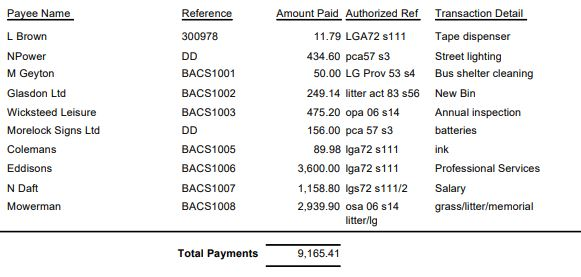 Payee Name Reference Amount Paid Authorized Ref Transaction Detail
L Brown 300978 11.79 LGA72 s111 Tape dispenser
NPower DD 434.60 pca57 s3 Street lighting
M Geyton BACS1001 50.00 LG Prov 53 s4 Bus shelter cleaning
Glasdon Ltd BACS1002 249.14 litter act 83 s56 New Bin
Wicksteed Leisure BACS1003 475.20 opa 06 s14 Annual inspection
Morelock Signs Ltd DD 156.00 pca 57 s3 batteries
Colemans BACS1005 89.98 lga72 s111 ink
Eddisons BACS1006 3,600.00 lga72 s111 Professional Services
N Daft BACS1007 1,158.80 lgs72 s111/2 Salary
Mowerman BACS1008 2,939.90 osa 06 s14 grass/litter/memorial
litter/lg
Total Payments 9,165.41